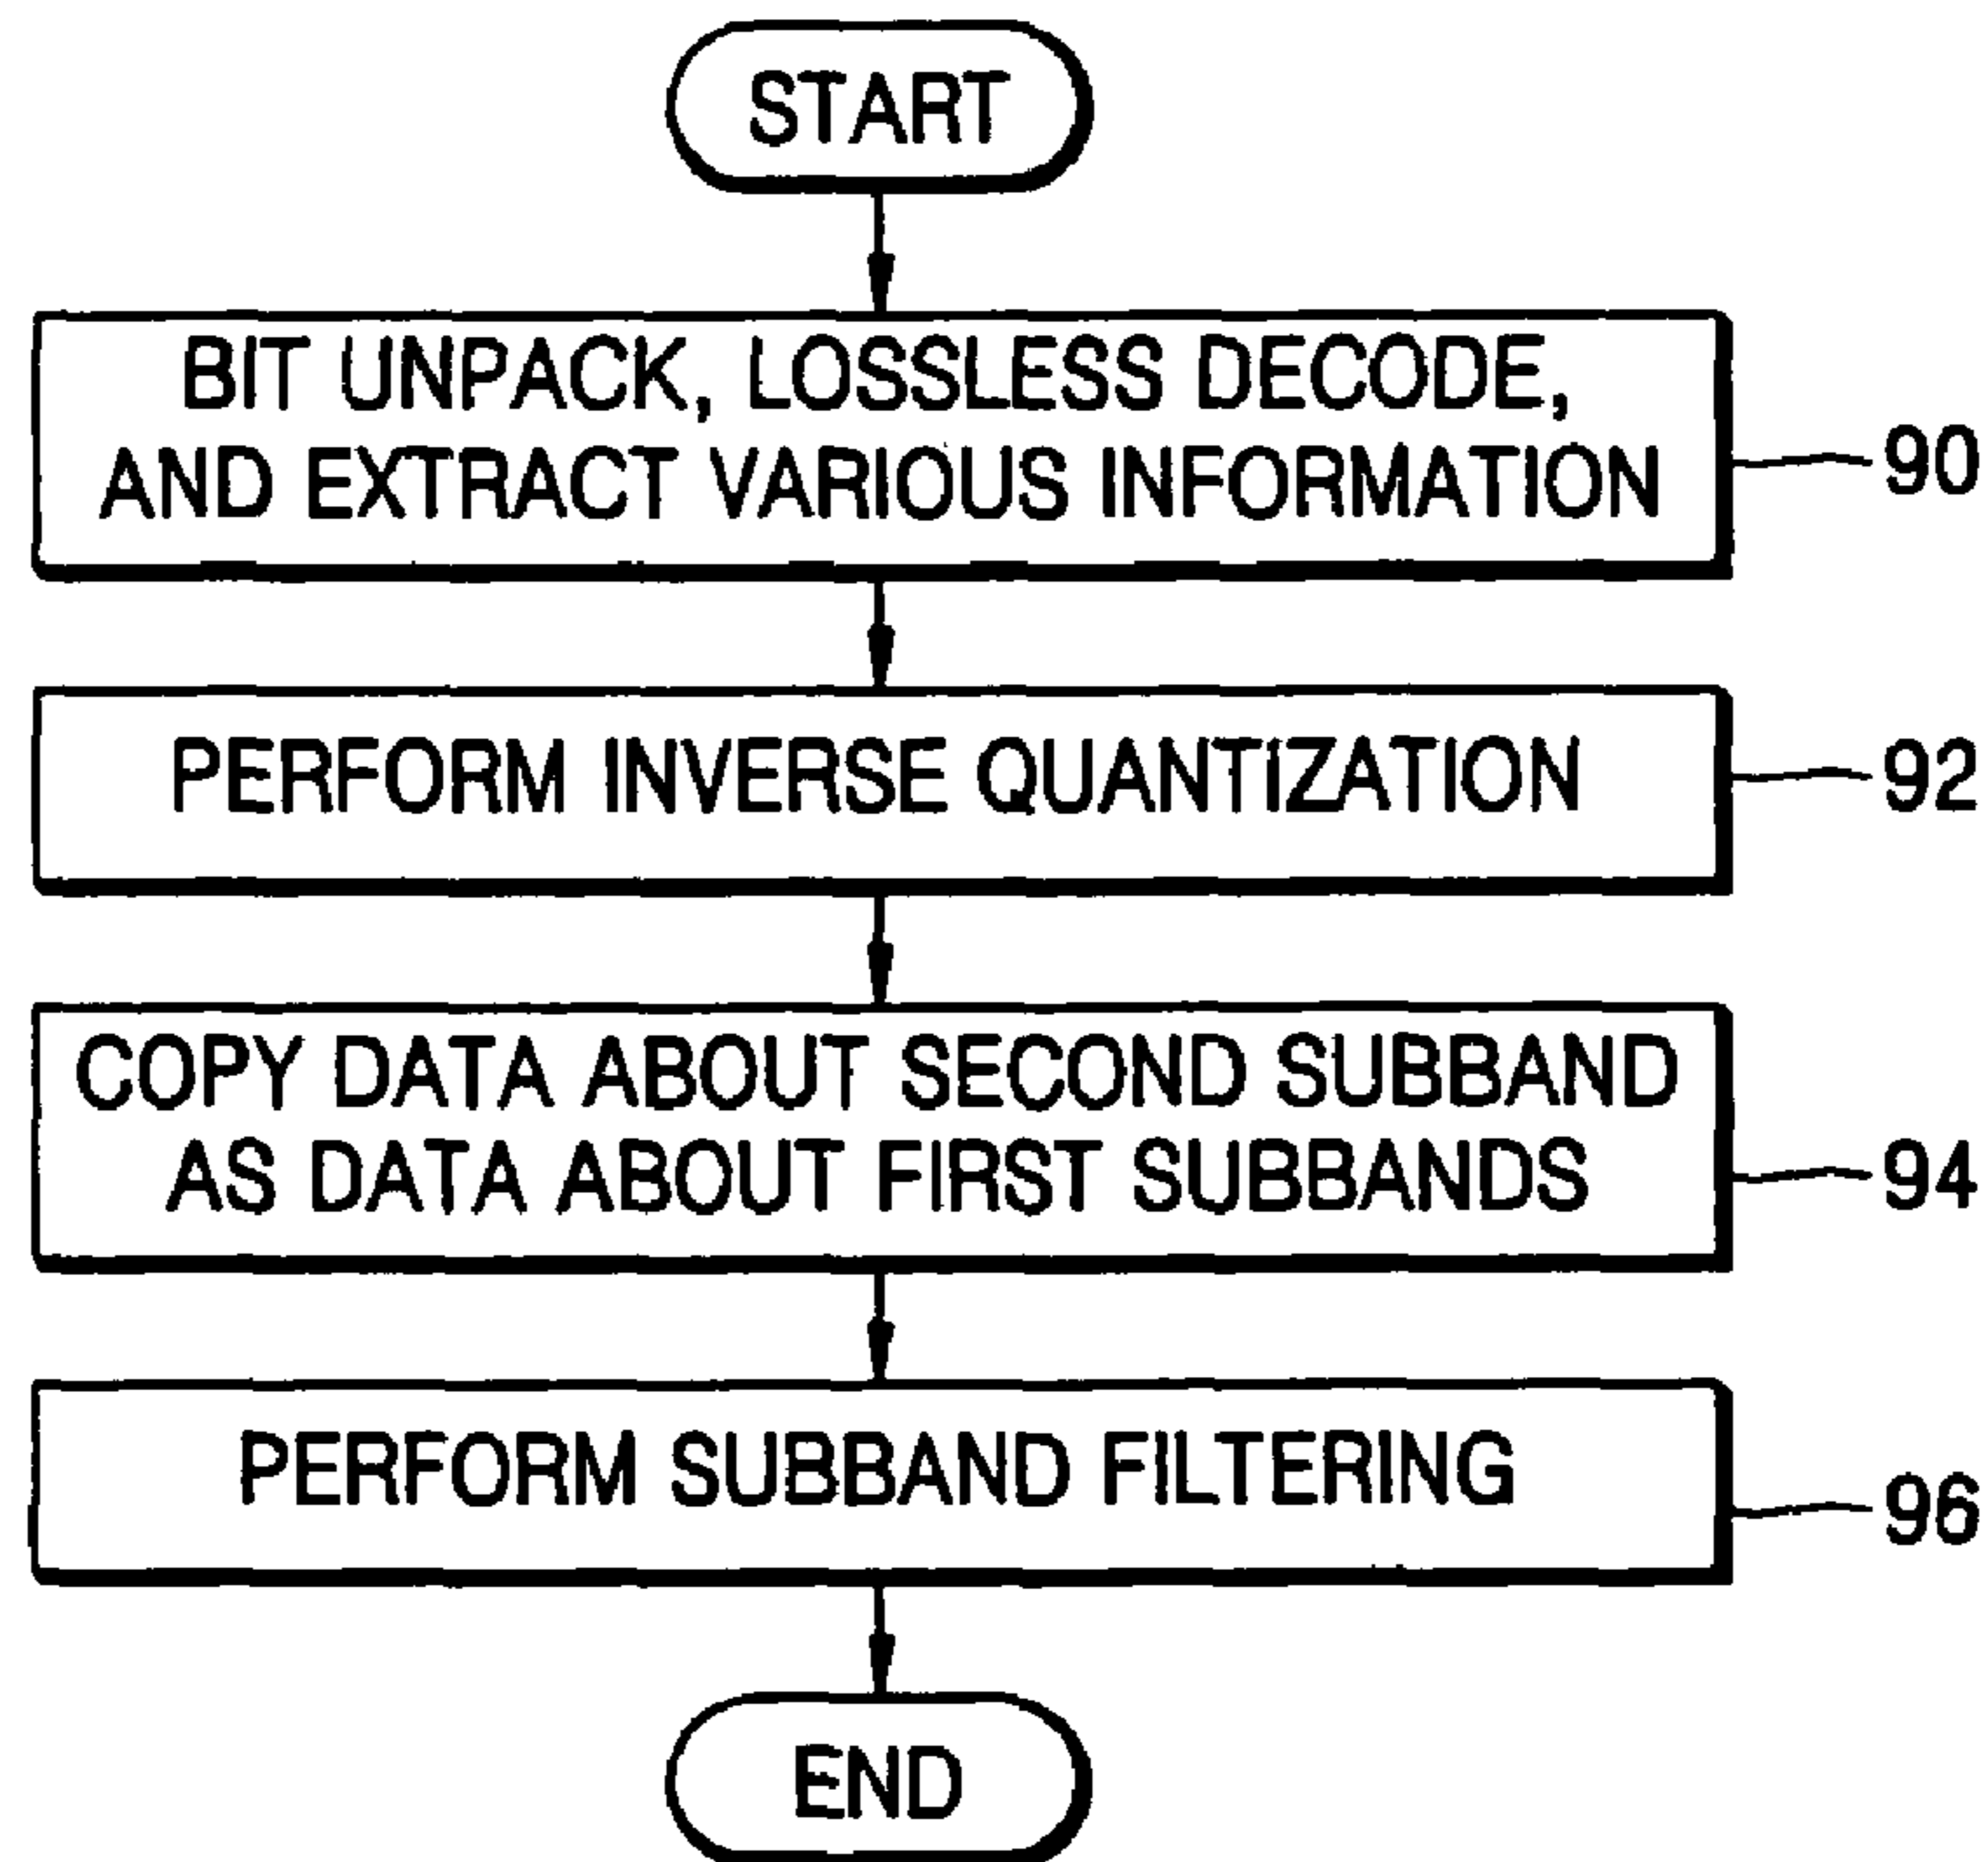 START
BIT UNPACK, LOSSLESS DECODE,
AND EXTRACT VARIOUS INFORMATION
90
PERFORM INVERSE QUANTIZATION
92
COPY DATA ABOUT SECOND SUBBAND
AS DATA ABOUT FIRST SUBBANDS
94
PERFORM SUBBAND FILTERING
96
END